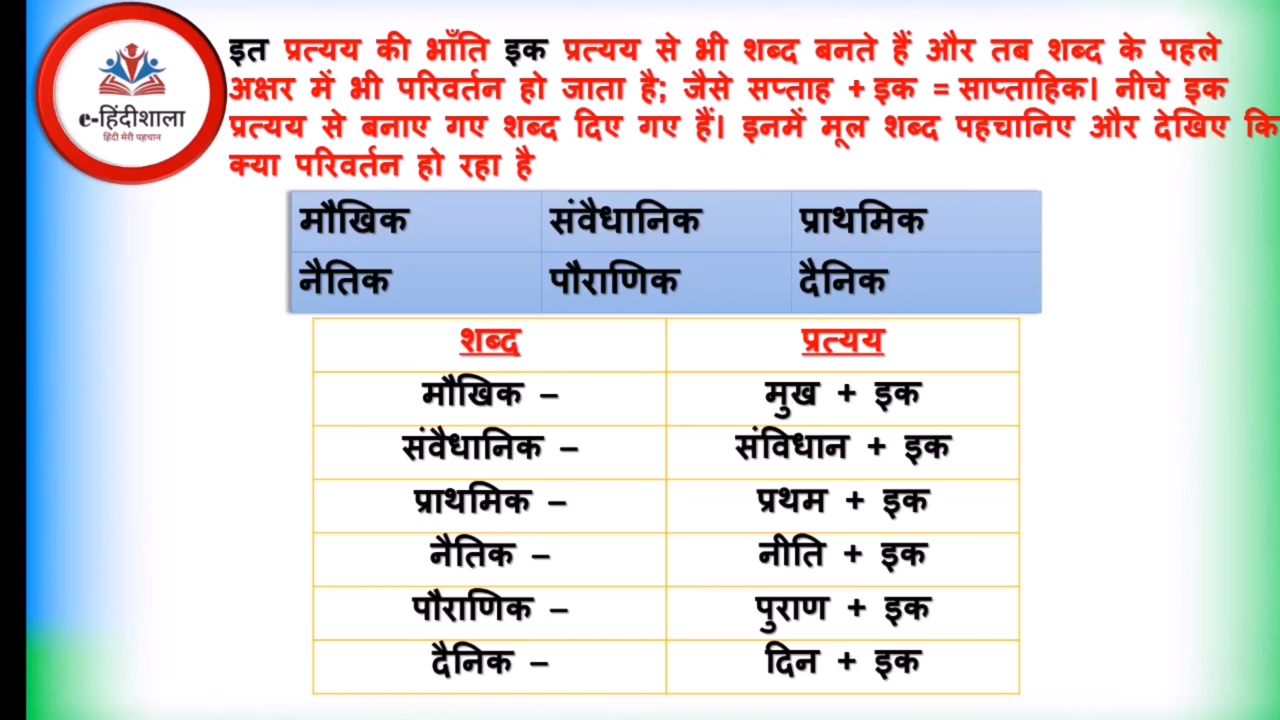 इत प्रत्यय की भाँति इक प्रत्यय से भी शब्द बनते हैं और तब शब्द के पहले
अक्षर में भी परिवर्तन हो जाता है; जैसे सप्ताह + इक = साप्ताहिक। नीचे इक
प्रत्यय से बनाए गए शब्द दिए गए हैं। इनमें मूल शब्द पहचानिए और देखिए कि
क्या परिवर्तन हो रहा है
e-हिंदीशाला
हिंदी मेरी पहचान
मौखिक संवैधानिक प्राथमिक
नैतिक पौराणिक दैनिक
शब्द प्रत्यय
मौखिक – मुख + इक
संवैधानिक – संविधान + इक
प्राथमिक – प्रथम + इक
नैतिक – नीति + इक
पौराणिक – पुराण + इक
दैनिक – दिन + इक